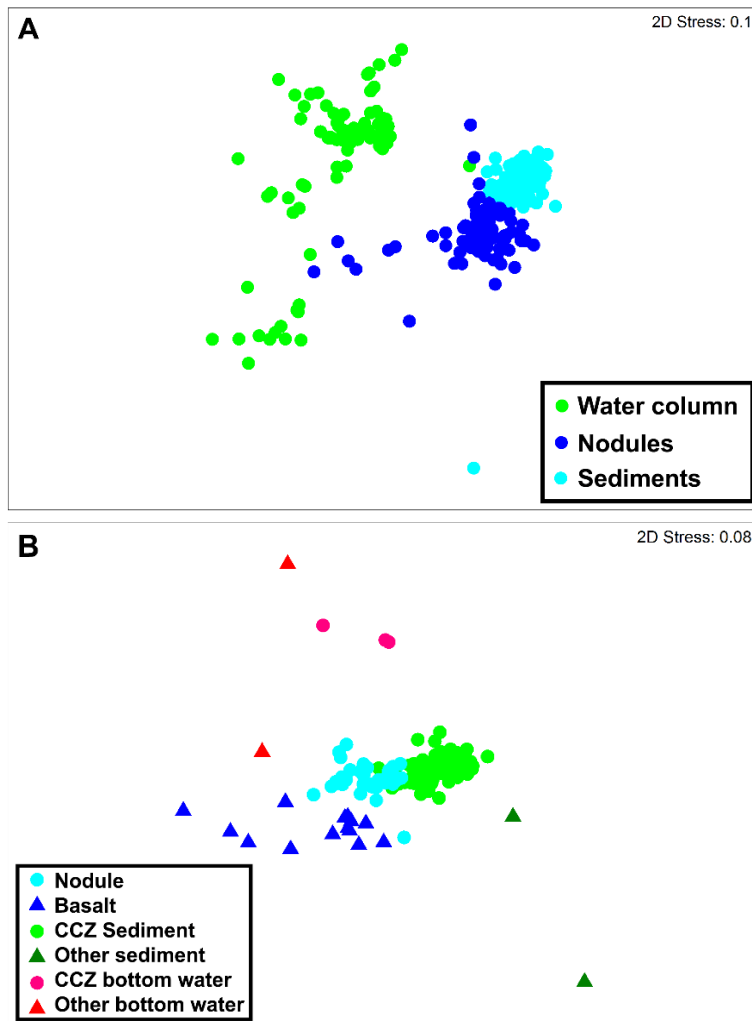 A
2D Stress: 0.1
Water column
Nodules
Sediments
B
2D Stress: 0.08
Nodule
Basalt
CCZ Sediment
Other sediment
CCZ bottom water
Other bottom water